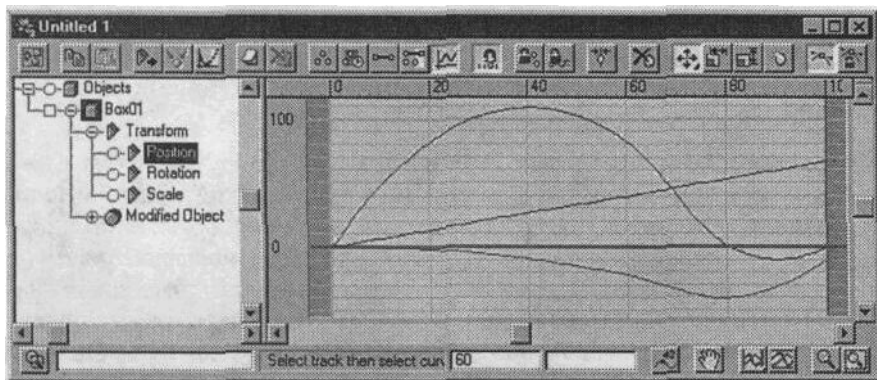 Untitled 1
Objects
Box01
Transform
Position
Rotation
Scale
Modified Object
0 20 40 60 80 10
100
0
Select track then select curv 60